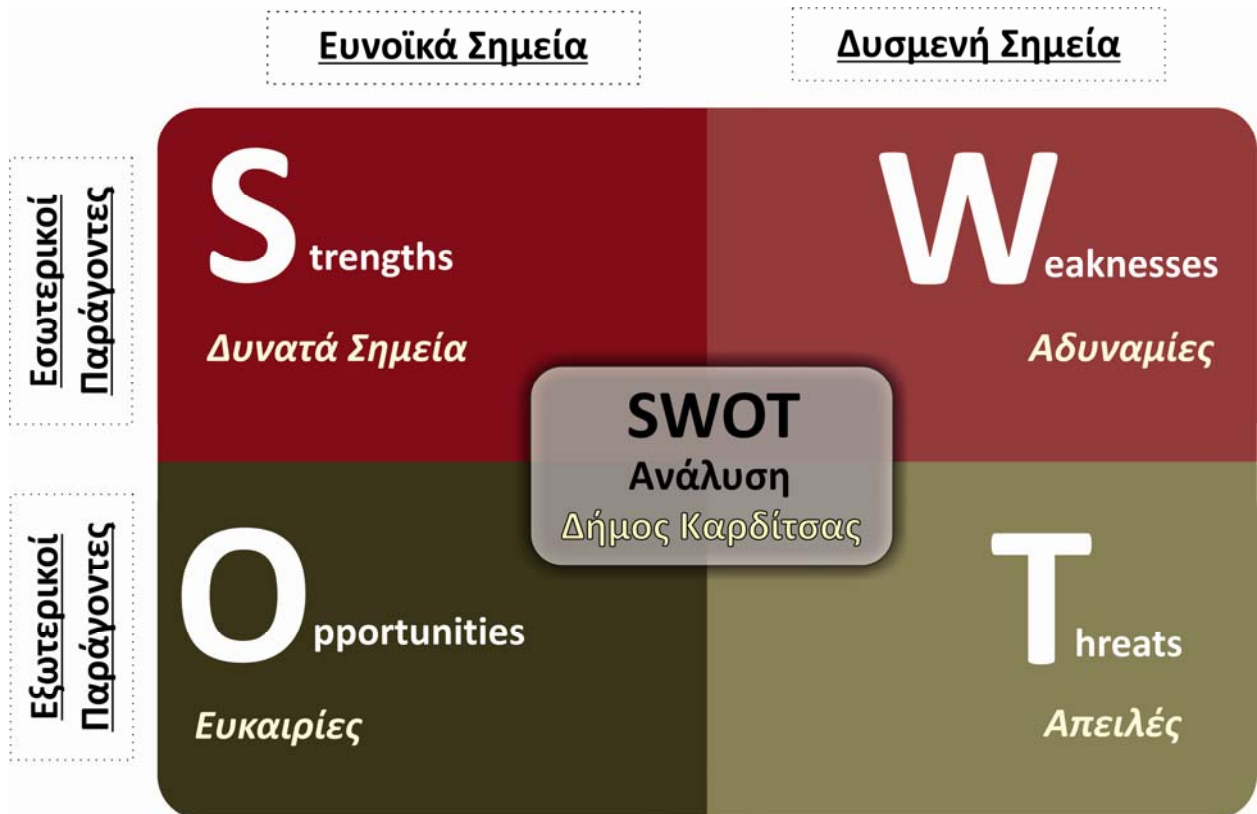 Ευνοϊκά Σημεία
Δυσμενή Σημεία
Εσωτερικοί
Παράγοντες
Strengths
Δυνατά Σημεία
Weaknesses
Αδυναμίες
SWOT
Ανάλυση
Δήμος Καρδίτσας
Εξωτερικοί
Παράγοντες
Opportunities
Ευκαιρίες
Threats
Απειλές